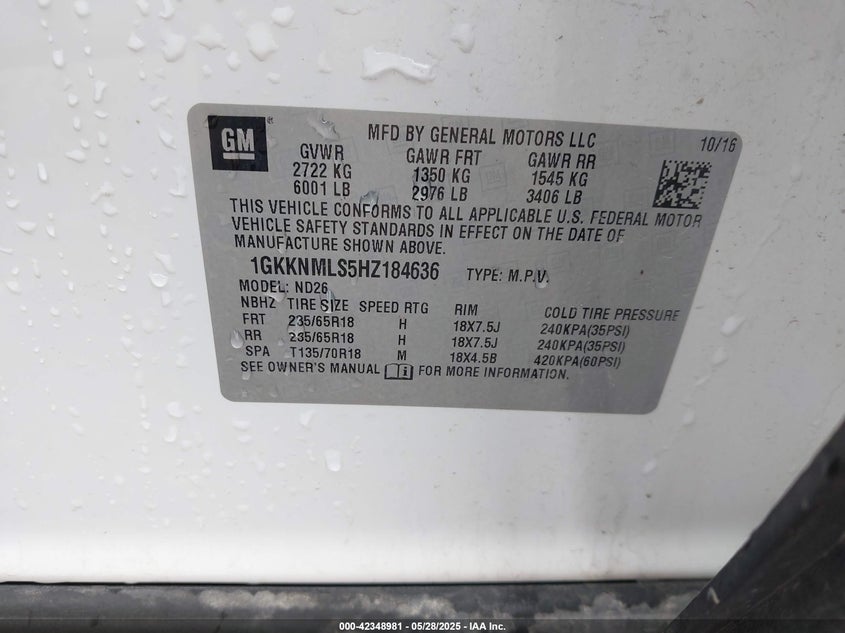 GM ®
MFD BY GENERAL MOTORS LLC 10/16
GVWR GAWR FRT GAWR RR
2722 KG 1350 KG 1545 KG
6001 LB 2976 LB 3406 LB
THIS VEHICLE CONFORMS TO ALL APPLICABLE U.S. FEDERAL MOTOR
VEHICLE SAFETY STANDARDS IN EFFECT ON THE DATE OF
MANUFACTURE SHOWN ABOVE.
1GKKNMLS5HZ184636 TYPE: M.P.V.
MODEL: ND26
NBHZ TIRE SIZE SPEED RTG RIM COLD TIRE PRESSURE
FRT 235/65R18 H 18X7.5J 240KPA(35PSI)
RR 235/65R18 H 18X7.5J 240KPA(35PSI)
SPA T135/70R18 M 18X4.5B 420KPA(60PSI)
SEE OWNER'S MANUAL FOR MORE INFORMATION.
000-42348981 - 05/28/2025 - IAA Inc.